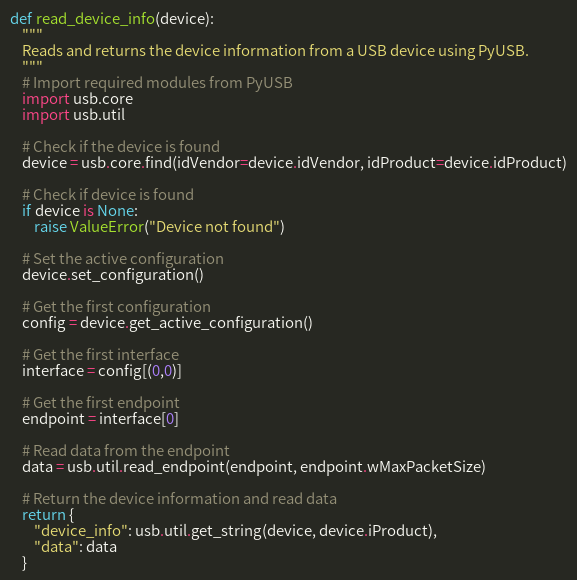 def read_device_info(device):
"""
Reads and returns the device information from a USB device using PyUSB.
"""
# Import required modules from PyUSB
import usb.core
import usb.util
# Check if the device is found
device = usb.core.find(idVendor=device.idVendor, idProduct=device.idProduct)
# Check if device is found
if device is None:
raise ValueError("Device not found")
# Set the active configuration
device.set_configuration()
# Get the first configuration
config = device.get_active_configuration()
# Get the first interface
interface = config[(0,0)]
# Get the first endpoint
endpoint = interface[0]
# Read data from the endpoint
data = usb.util.read_endpoint(endpoint, endpoint.wMaxPacketSize)
# Return the device information and read data
return {
"device_info": usb.util.get_string(device, device.iProduct),
"data": data
}